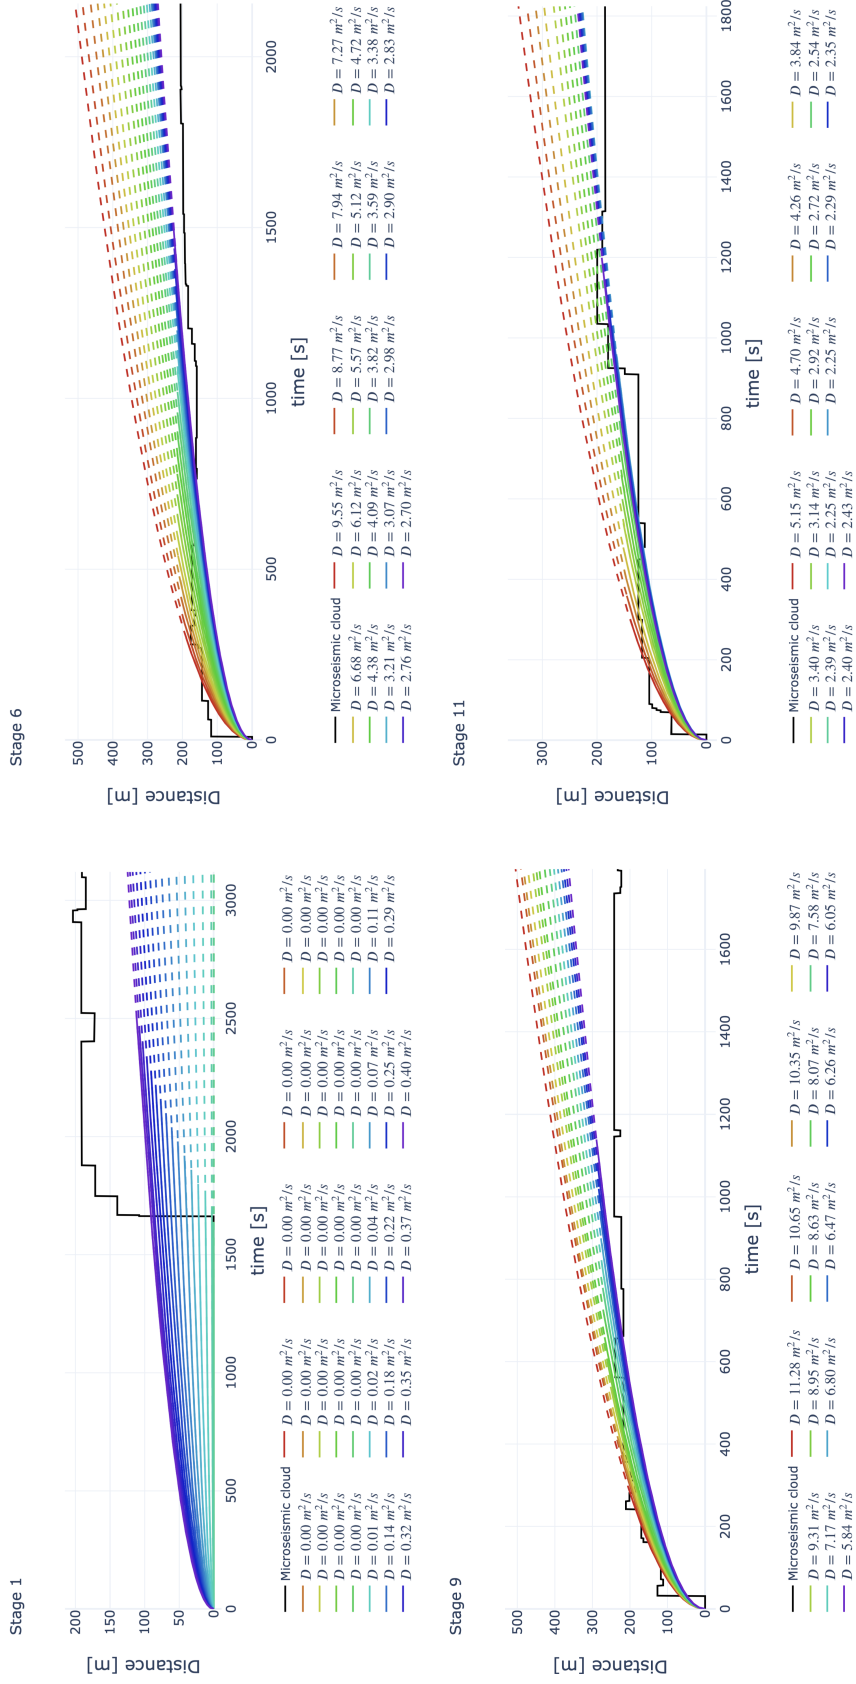 Stage 1
200
150
100
50
0
Distance [m]
0 500 1000 1500 2000 2500 3000
time [s]
Microseismic cloud D = 0.00 m²/s D = 0.00 m²/s D = 0.00 m²/s D = 0.00 m²/s
D = 0.00 m²/s D = 0.00 m²/s D = 0.00 m²/s D = 0.00 m²/s D = 0.00 m²/s
D = 0.00 m²/s D = 0.00 m²/s D = 0.00 m²/s D = 0.00 m²/s D = 0.00 m²/s
D = 0.00 m²/s D = 0.00 m²/s D = 0.00 m²/s D = 0.00 m²/s D = 0.00 m²/s
D = 0.00 m²/s D = 0.00 m²/s D = 0.00 m²/s D = 0.00 m²/s D = 0.00 m²/s
D = 0.01 m²/s D = 0.02 m²/s D = 0.04 m²/s D = 0.07 m²/s D = 0.11 m²/s
D = 0.14 m²/s D = 0.18 m²/s D = 0.22 m²/s D = 0.25 m²/s D = 0.29 m²/s
D = 0.32 m²/s D = 0.35 m²/s D = 0.37 m²/s D = 0.40 m²/s
Stage 6
500
400
300
200
100
0
Distance [m]
0 500 1000 1500 2000
time [s]
Microseismic cloud D = 9.55 m²/s D = 8.77 m²/s D = 7.94 m²/s D = 7.27 m²/s
D = 6.68 m²/s D = 6.12 m²/s D = 5.57 m²/s D = 5.12 m²/s D = 4.72 m²/s
D = 4.38 m²/s D = 4.09 m²/s D = 3.82 m²/s D = 3.59 m²/s D = 3.38 m²/s
D = 3.21 m²/s D = 3.07 m²/s D = 2.98 m²/s D = 2.90 m²/s D = 2.83 m²/s
D = 2.76 m²/s D = 2.70 m²/s
Stage 9
500
400
300
200
100
0
Distance [m]
0 200 400 600 800 1000 1200 1400 1600
time [s]
Microseismic cloud D = 11.28 m²/s D = 10.65 m²/s D = 10.35 m²/s D = 9.87 m²/s
D = 9.31 m²/s D = 8.95 m²/s D = 8.63 m²/s D = 8.07 m²/s D = 7.58 m²/s
D = 7.17 m²/s D = 6.80 m²/s D = 6.47 m²/s D = 6.26 m²/s D = 6.05 m²/s
D = 5.84 m²/s
Stage 11
300
200
100
0
Distance [m]
0 200 400 600 800 1000 1200 1400 1600 1800
time [s]
Microseismic cloud D = 5.15 m²/s D = 4.70 m²/s D = 4.26 m²/s D = 3.84 m²/s
D = 3.40 m²/s D = 3.14 m²/s D = 2.92 m²/s D = 2.72 m²/s D = 2.54 m²/s
D = 2.39 m²/s D = 2.25 m²/s D = 2.25 m²/s D = 2.29 m²/s D = 2.35 m²/s
D = 2.40 m²/s D = 2.43 m²/s